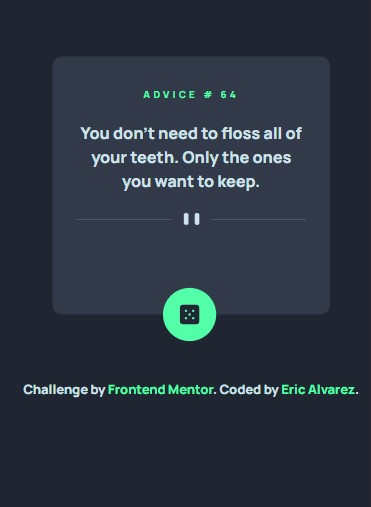 ADVICE # 64
You don't need to floss all of
your teeth. Only the ones
you want to keep.
Challenge by Frontend Mentor. Coded by Eric Alvarez.